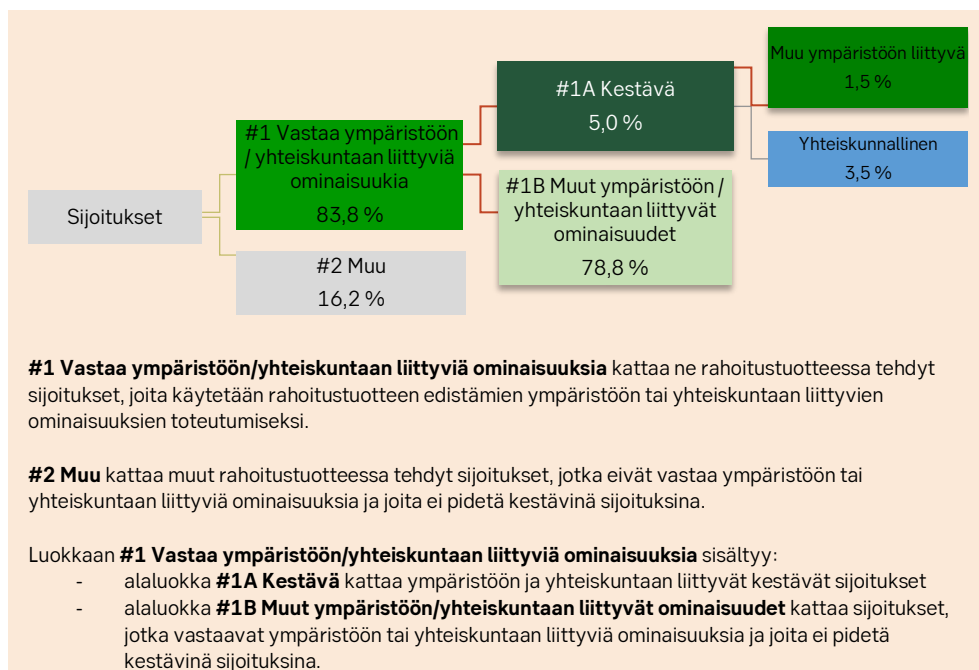 Sijoitukset
#1 Vastaa ympäristöön
/ yhteiskuntaan liittyviä
ominaisuukia
83,8 %
#2 Muu
16,2 %
#1A Kestävä
5,0 %
#1B Muut ympäristöön /
yhteiskuntaan liittyvät
ominaisuudet
78,8 %
Muu ympäristöön liittyvä
1,5 %
Yhteiskunnallinen
3,5 %
#1 Vastaa ympäristöön/yhteiskuntaan liittyviä ominaisuuksia kattaa ne rahoitustuotteessa tehdyt
sijoitukset, joita käytetään rahoitustuotteen edistämien ympäristöön tai yhteiskuntaan liittyvien
ominaisuuksien toteutumiseksi.
#2 Muu kattaa muut rahoitustuotteessa tehdyt sijoitukset, jotka eivät vastaa ympäristöön tai
yhteiskuntaan liittyviä ominaisuuksia ja joita ei pidetä kestävinä sijoituksina.
Luokkaan #1 Vastaa ympäristöön/yhteiskuntaan liittyviä ominaisuuksia sisältyy:
- alaluokka #1A Kestävä kattaa ympäristöön ja yhteiskuntaan liittyvät kestävät sijoitukset
- alaluokka #1B Muut ympäristöön/yhteiskuntaan liittyvät ominaisuudet kattaa sijoitukset,
jotka vastaavat ympäristöön tai yhteiskuntaan liittyviä ominaisuuksia ja joita ei pidetä
kestävinä sijoituksina.